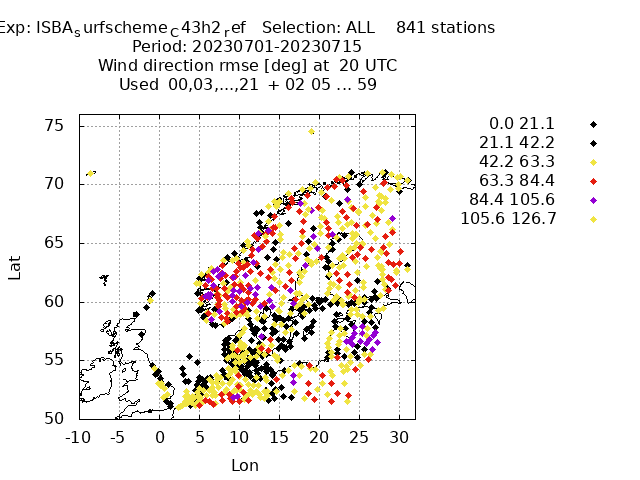 Exp: ISBAsurfschemeC43h2ref   Selection: ALL    841 stations
Period: 20230701-20230715
Wind direction rmse [deg] at  20 UTC
Used  00,03,...,21  + 02 05 ... 59
0.0 21.1
21.1 42.2
42.2 63.3
63.3 84.4
84.4 105.6
105.6 126.7
75
70
65
60
55
50
Lat
-10 -5 0 5 10 15 20 25 30
Lon